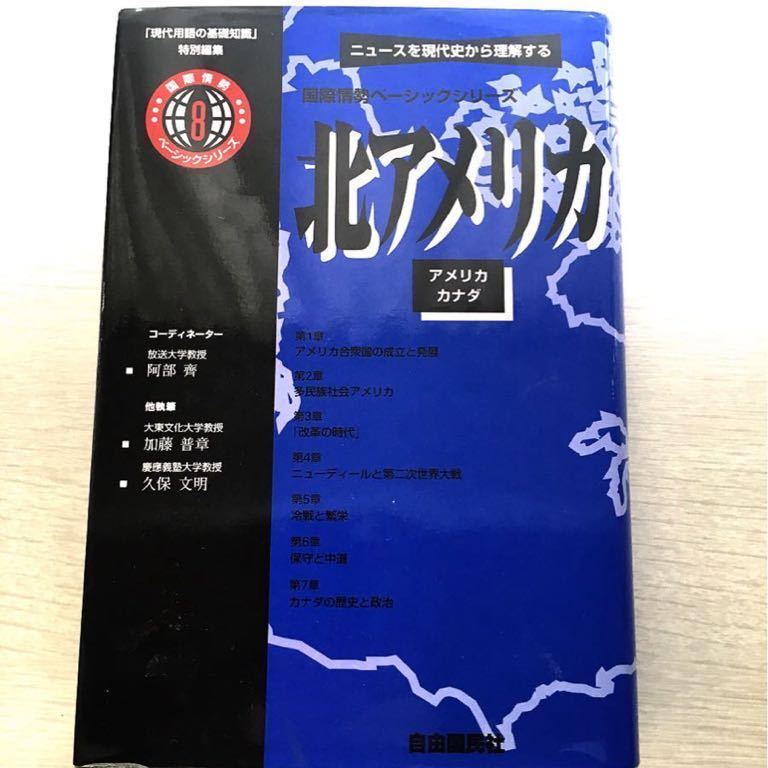 「現代用語の基礎知識」
特別編集
国際情勢
8
ベーシックシリーズ
ニュースを現代史から理解する
国際情勢ベーシックシリーズ
北アメリカ
アメリカ
カナダ
コーディネーター
放送大学教授
■ 阿部 齊
他執筆
大東文化大学教授
■ 加藤 普章
慶應義塾大学教授
■ 久保 文明
第1章
アメリカ合衆国の成立と発展
第2章
多民族社会アメリカ
第3章
「改革の時代」
第4章
ニューディールと第二次世界大戦
第5章
冷戦と繁栄
第6章
保守と中道
第7章
カナダの歴史と政治
自由国民社